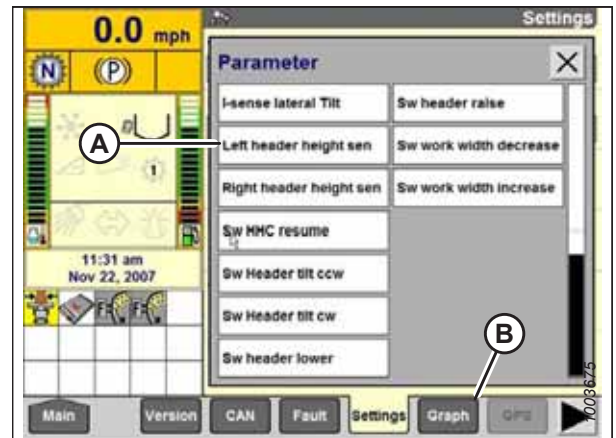 0.0 mph
Settings
N
(P)
Parameter
I-sense lateral Tilt
Sw header raise
A
Left header height sen
Sw work width decrease
1
Right header height sen
Sw work width increase
Sw HHC resume
11:31 am
Nov 22, 2007
Sw Header tilt ccw
Sw Header tilt cw
B
Sw header lower
1003675
Main
Version
CAN
Fault
Settings
Graph
GPS